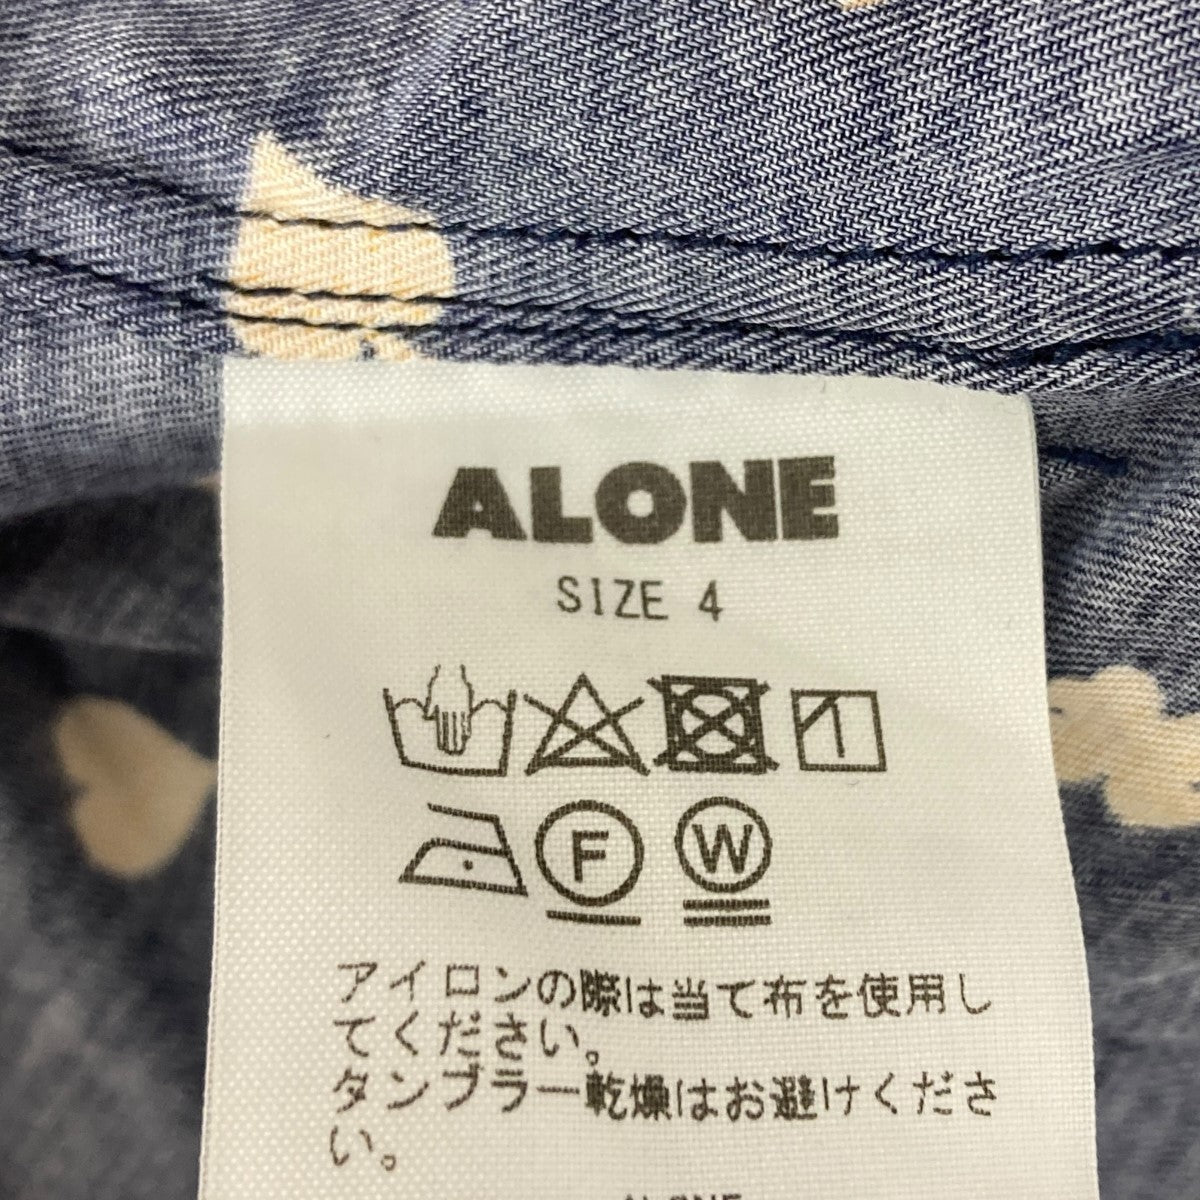 ALONE
SIZE 4
F
W
アイロンの際は当て布を使用し
てください。
タンブラー乾燥はお避けくださ
い。